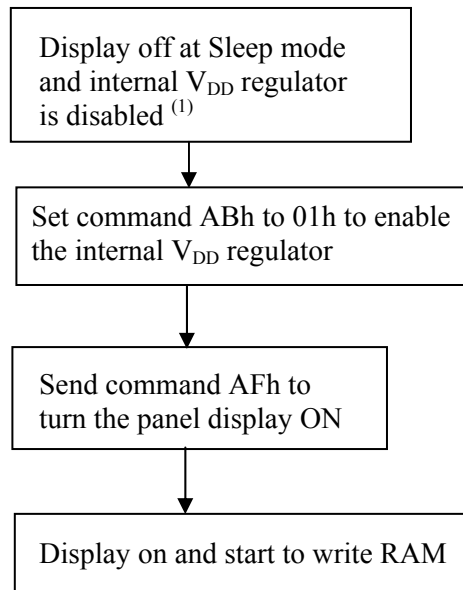 Display off at Sleep mode
and internal VDD regulator
is disabled (1)
Set command ABh to 01h to enable
the internal VDD regulator
Send command AFh to
turn the panel display ON
Display on and start to write RAM